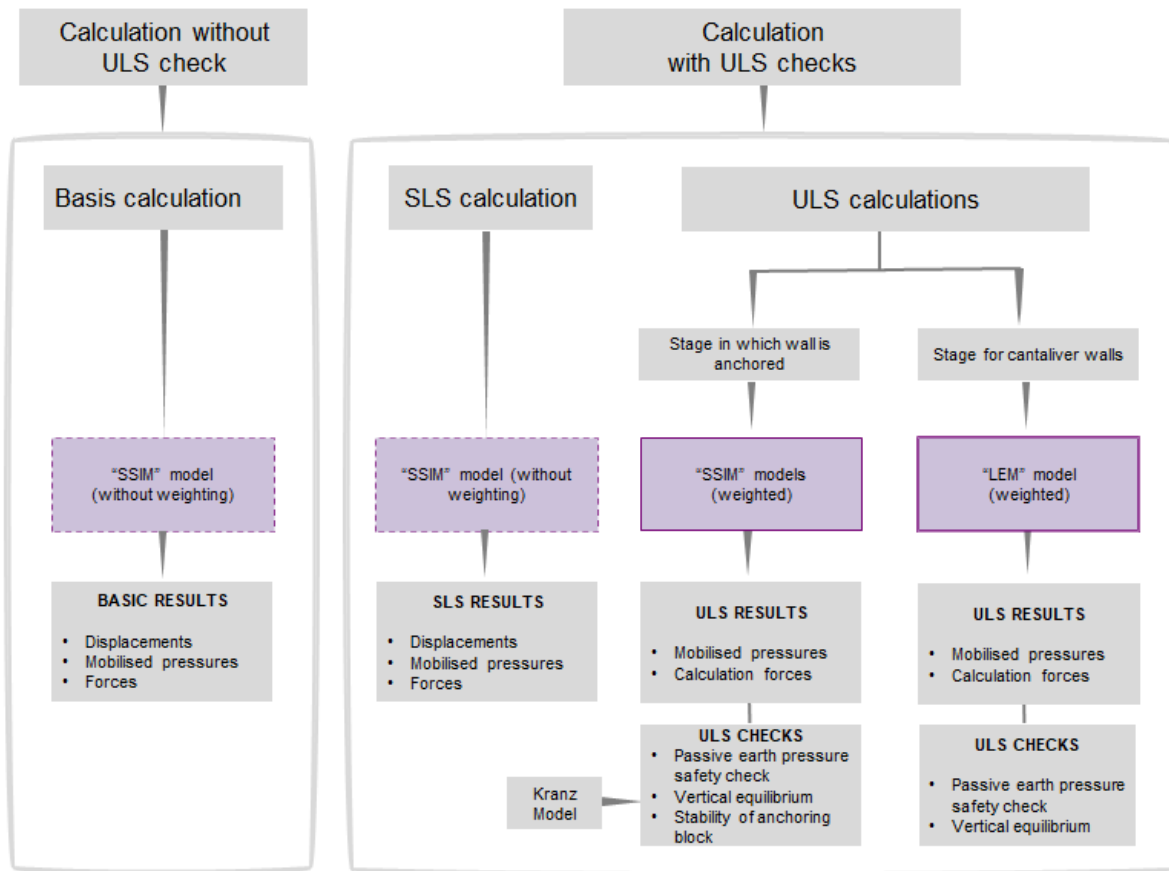 Calculation without
ULS check
Calculation
with ULS checks
Basis calculation
SLS calculation
ULS calculations
Stage in which wall is
anchored
Stage for cantaliver walls
“SSIM” model
(without weighting)
“SSIM” model (without
weighting)
“SSIM” models
(weighted)
“LEM” model
(weighted)
BASIC RESULTS
• Displacements
• Mobilised pressures
• Forces
SLS RESULTS
• Displacements
• Mobilised pressures
• Forces
ULS RESULTS
• Mobilised pressures
• Calculation forces
ULS RESULTS
• Mobilised pressures
• Calculation forces
Kranz
Model
ULS CHECKS
• Passive earth pressure
safety check
• Vertical equilibrium
• Stability of anchoring
block
ULS CHECKS
• Passive earth pressure
safety check
• Vertical equilibrium